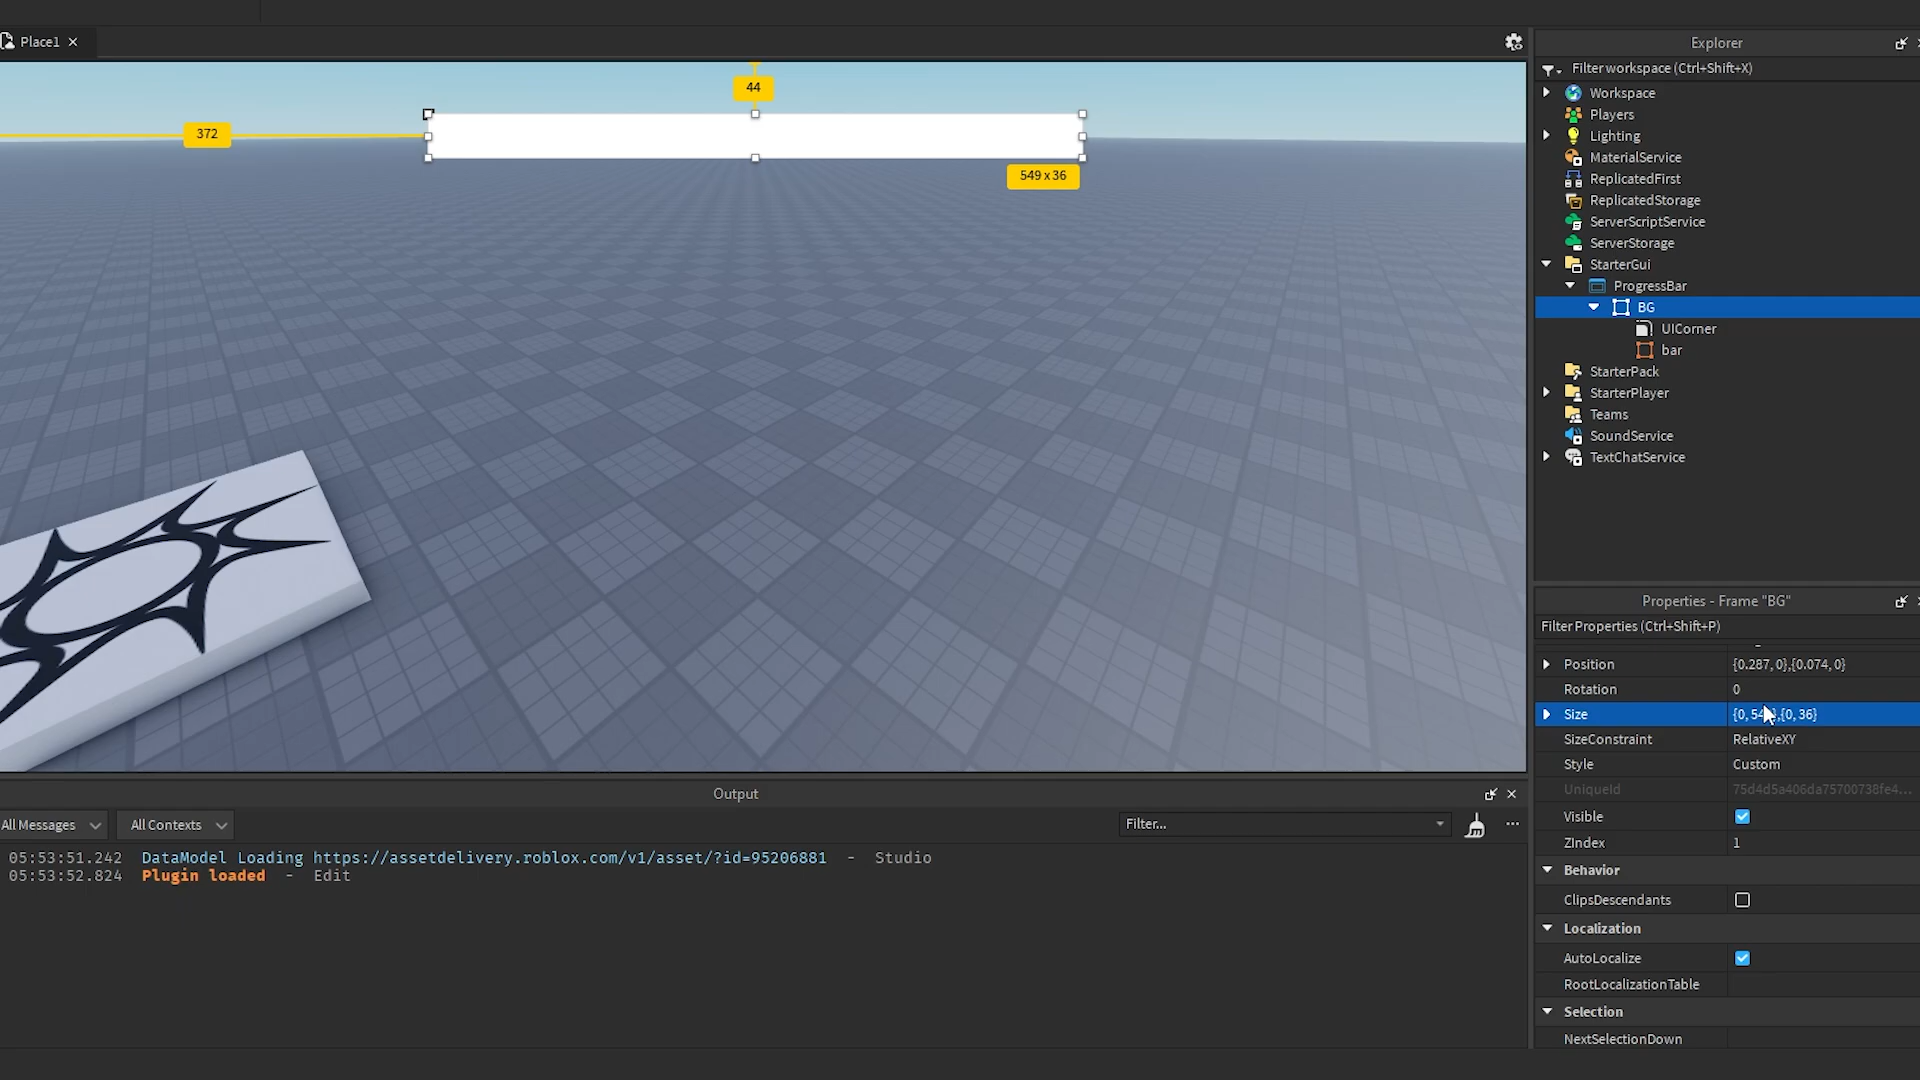 Place1
Explorer
Filter workspace (Ctrl+Shift+X)
Workspace
Players
Lighting
MaterialService
ReplicatedFirst
ReplicatedStorage
ServerScriptService
ServerStorage
StarterGui
ProgressBar
BG
UICorner
bar
StarterPack
StarterPlayer
Teams
SoundService
TextChatService
44
372
549 x 36
Properties - Frame "BG"
Filter Properties (Ctrl+Shift+P)
Position {0.287, 0},{0.074, 0}
Rotation 0
Size {0, 54 },{0, 36}
SizeConstraint RelativeXY
Style Custom
UniqueId 75d4d5a406da75700738fe4...
Visible
ZIndex 1
Behavior
ClipsDescendants
Localization
AutoLocalize
RootLocalizationTable
Selection
NextSelectionDown
Output
All Messages All Contexts Filter...
05:53:51.242 DataModel Loading https://assetdelivery.roblox.com/v1/asset/?id=95206881 - Studio
05:53:52.824 Plugin loaded - Edit